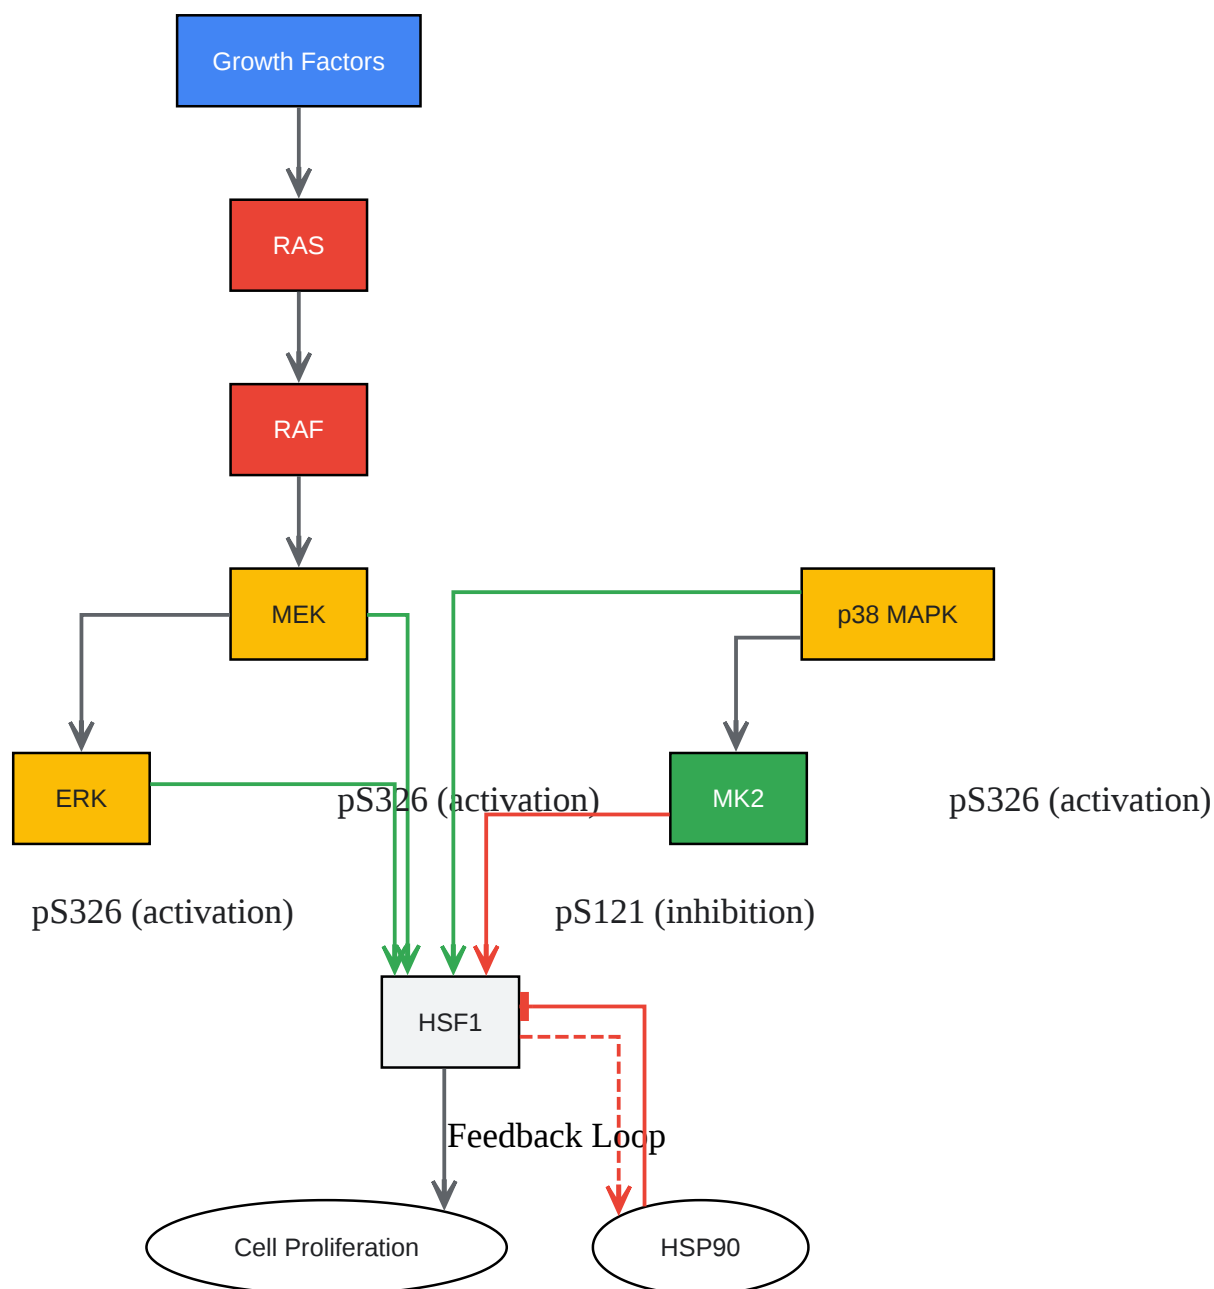 Growth Factors
RAS
RAF
MEK
p38 MAPK
ERK
pS326 (activation)
MK2
pS326 (activation)
pS326 (activation)
pS121 (inhibition)
HSF1
Feedback Loop
Cell Proliferation
HSP90